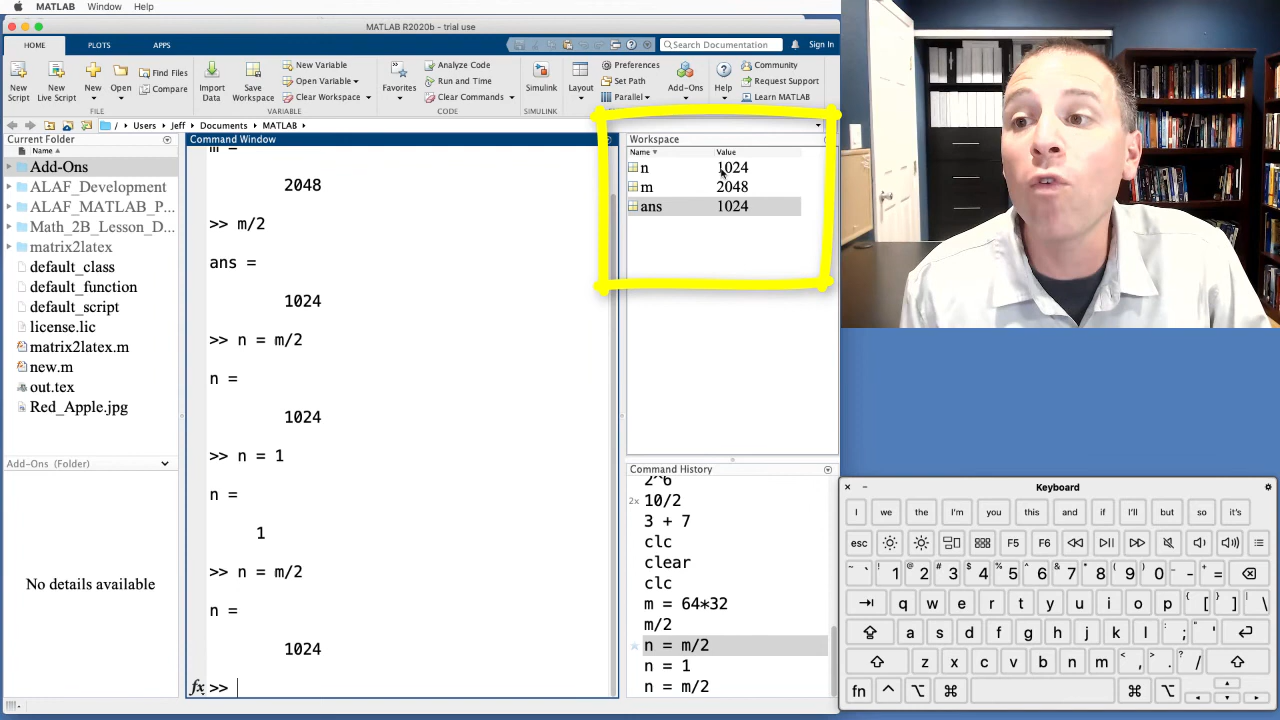 MATLAB Window Help
MATLAB R2020b - trial use
HOME PLOTS APPS
Search Documentation
Sign In
New Script
New Live Script
New
Open
Find Files
Compare
FILE
Import Data
Save Workspace
New Variable
Open Variable
Clear Workspace
VARIABLE
Favorites
Analyze Code
Run and Time
Clear Commands
CODE
Simulink
SIMULINK
Layout
Preferences
Set Path
Parallel
Add-Ons
Help
Community
Request Support
Learn MATLAB
/ Users Jeff Documents MATLAB
Current Folder
Name
Add-Ons
ALAF_Development
ALAF_MATLAB_P...
Math_2B_Lesson_D...
matrix2latex
default_class
default_function
default_script
license.lic
matrix2latex.m
new.m
out.tex
Red_Apple.jpg
Add-Ons (Folder)
No details available
Command Window
m =
2048
>> m/2
ans =
1024
>> n = m/2
n =
1024
>> n = 1
n =
1
>> n = m/2
n =
1024
fx >>
Workspace
Name Value
n 1024
m 2048
ans 1024
Command History
2^6
2x 10/2
3 + 7
clc
clear
clc
m = 64*32
m/2
n = m/2
n = 1
n = m/2
Keyboard
I we the I'm you this and if I'll but so it's
esc F5 F6
~ ` ! 1 @ 2 # 3 $ 4 % 5 ^ 6 & 7 * 8 ( 9 ) 0 _ - + =
q w e r t y u i o p { [ } ] | \
a s d f g h j k l : ; " '
z x c v b n m < , > . ? /
fn ^ ⌥ ⌘ ⌘ ⌥